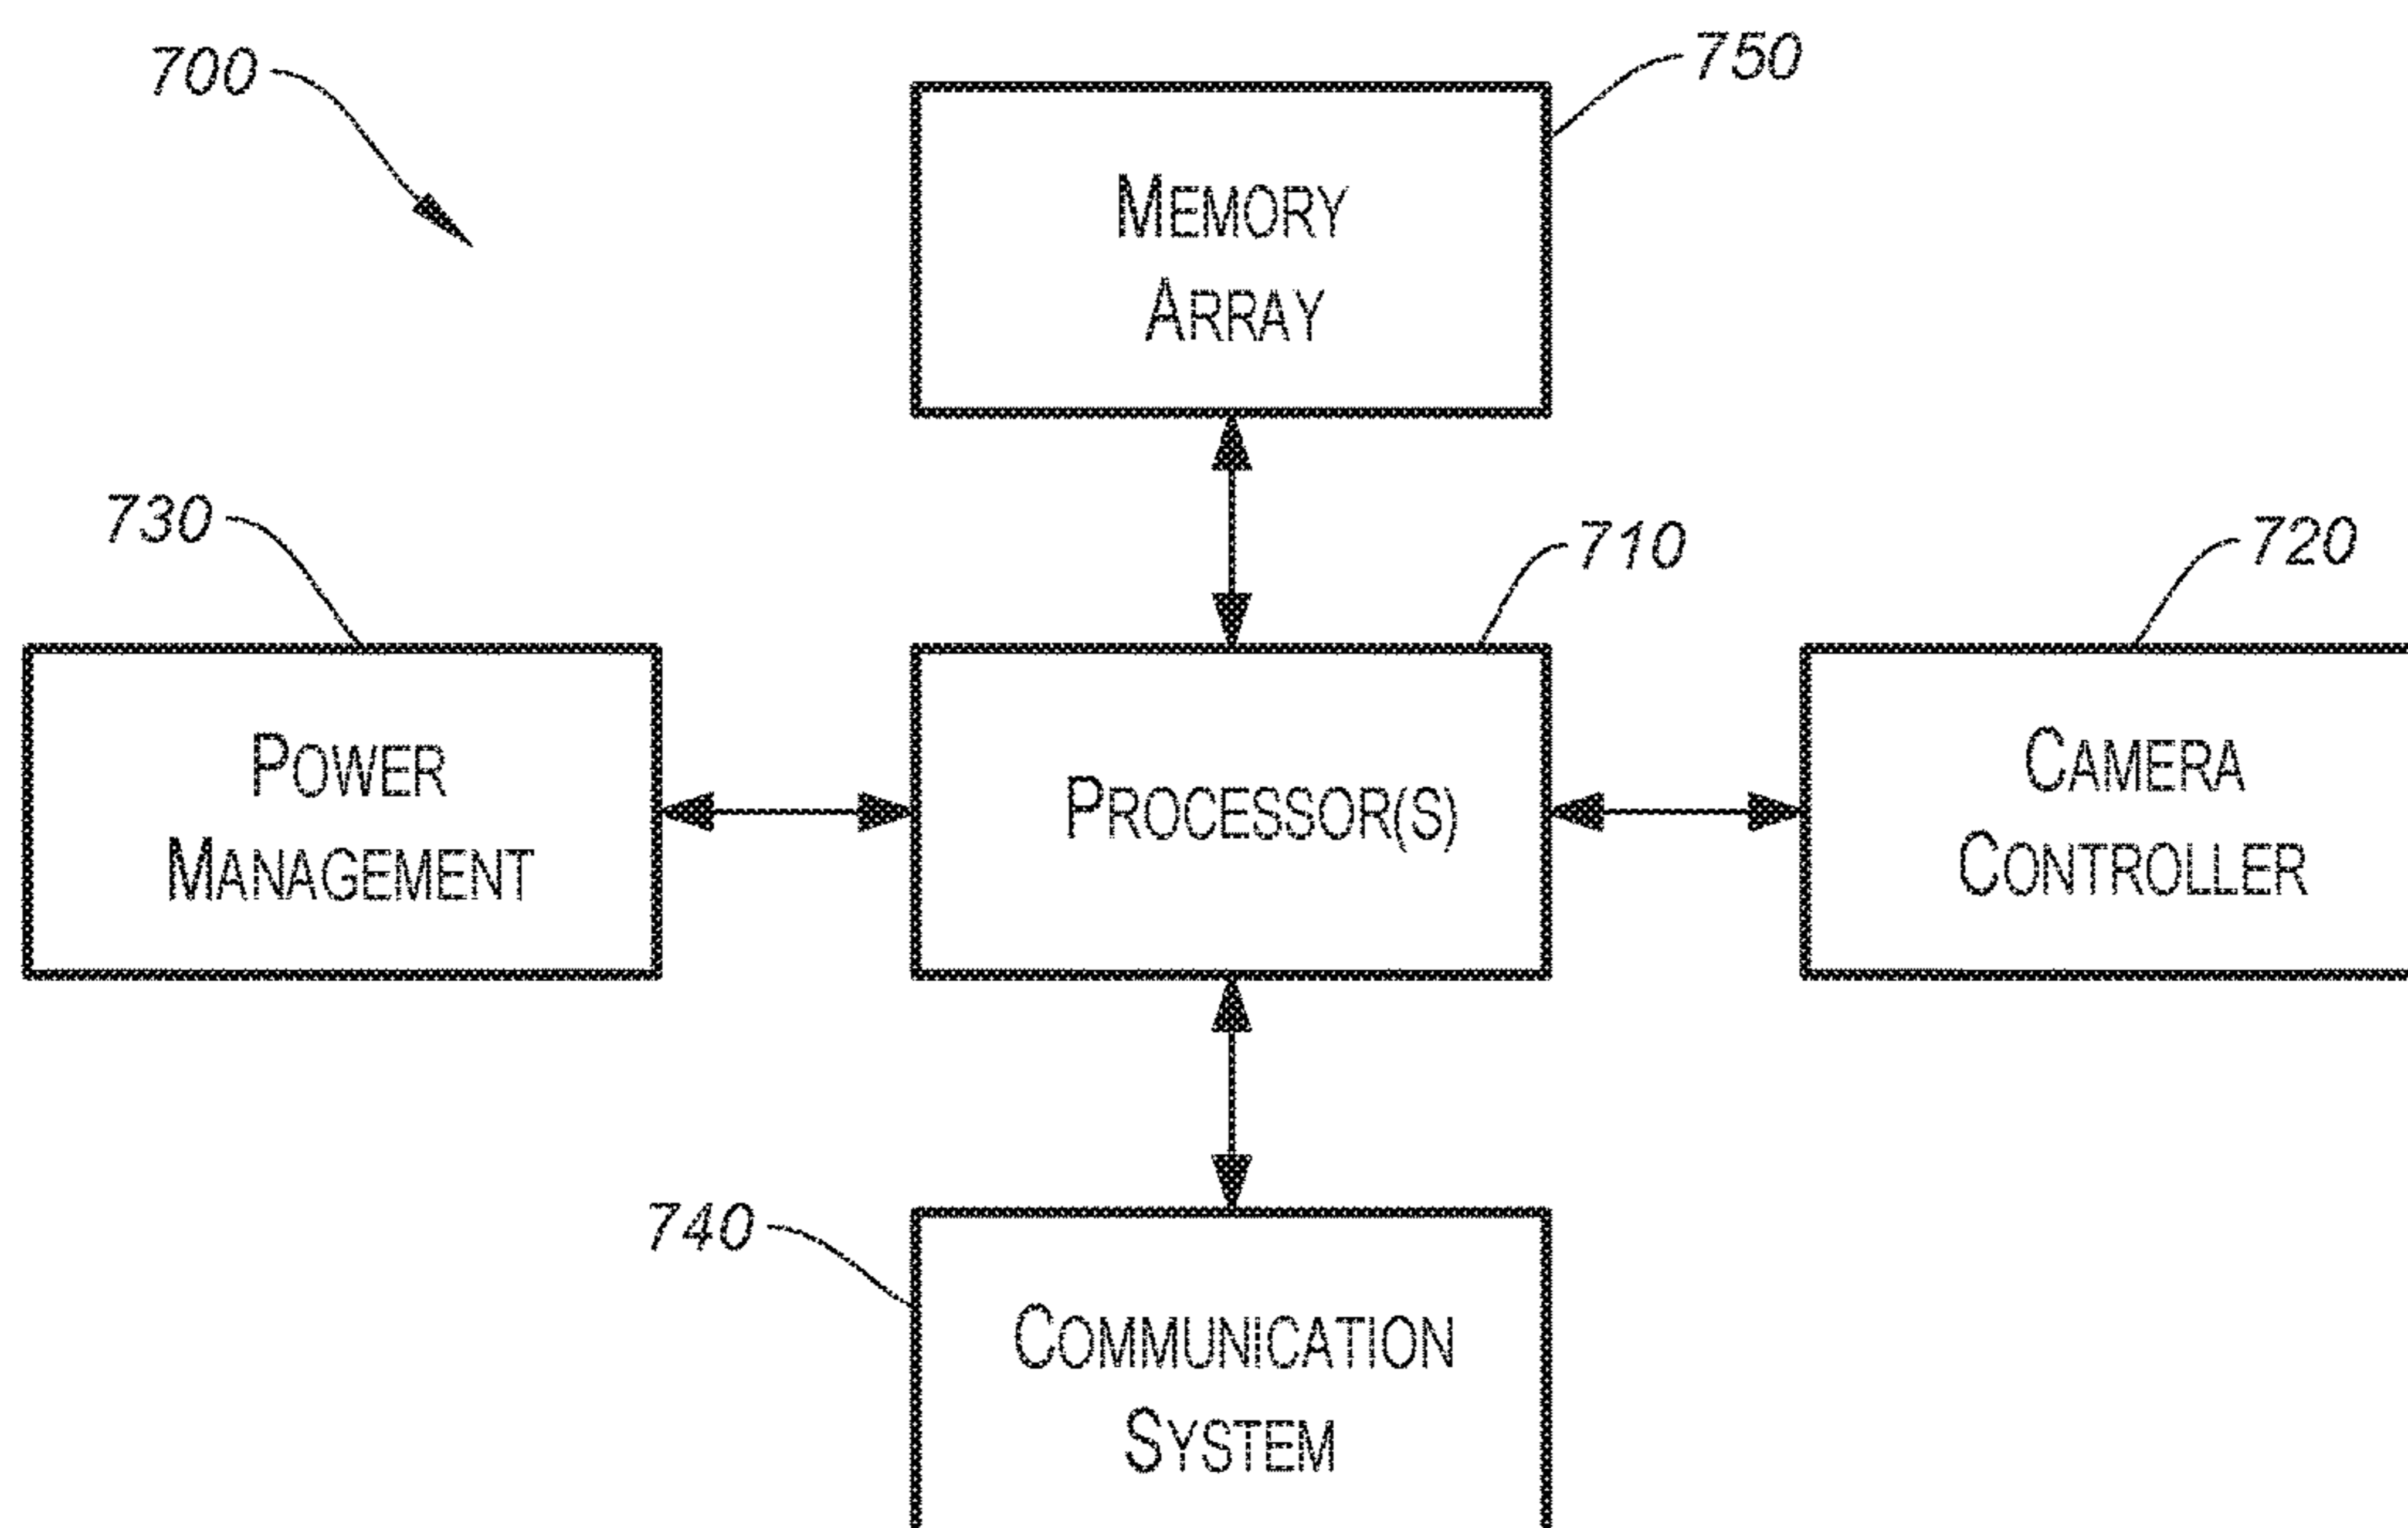 700
750
MEMORY
ARRAY
730
710
720
POWER
MANAGEMENT
PROCESSOR(S)
CAMERA
CONTROLLER
740
COMMUNICATION
SYSTEM